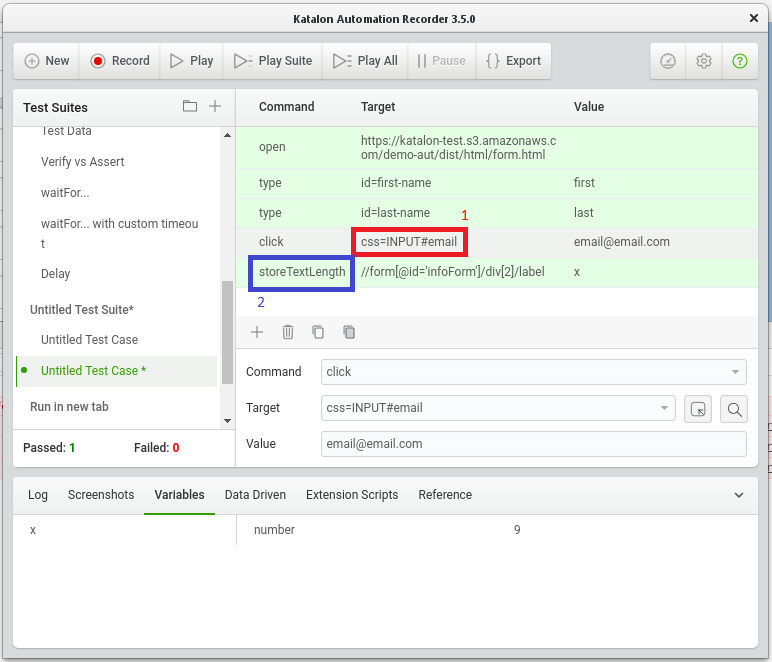 Katalon Automation Recorder 3.5.0
New Record Play Play Suite Play All Pause Export
Test Suites
Test Data
Verify vs Assert
waitFor...
waitFor... with custom timeou
t
Delay
Untitled Test Suite*
Untitled Test Case
Untitled Test Case *
Run in new tab
Passed: 1 Failed: 0
Command Target Value
open https://katalon-test.s3.amazonaws.c
om/demo-aut/dist/html/form.html
type id=first-name first
type id=last-name last
1
click css=INPUT#email email@email.com
storeTextLength //form[@id='infoForm']/div[2]/label x
2
Command click
Target css=INPUT#email
Value email@email.com
Log Screenshots Variables Data Driven Extension Scripts Reference
x number 9